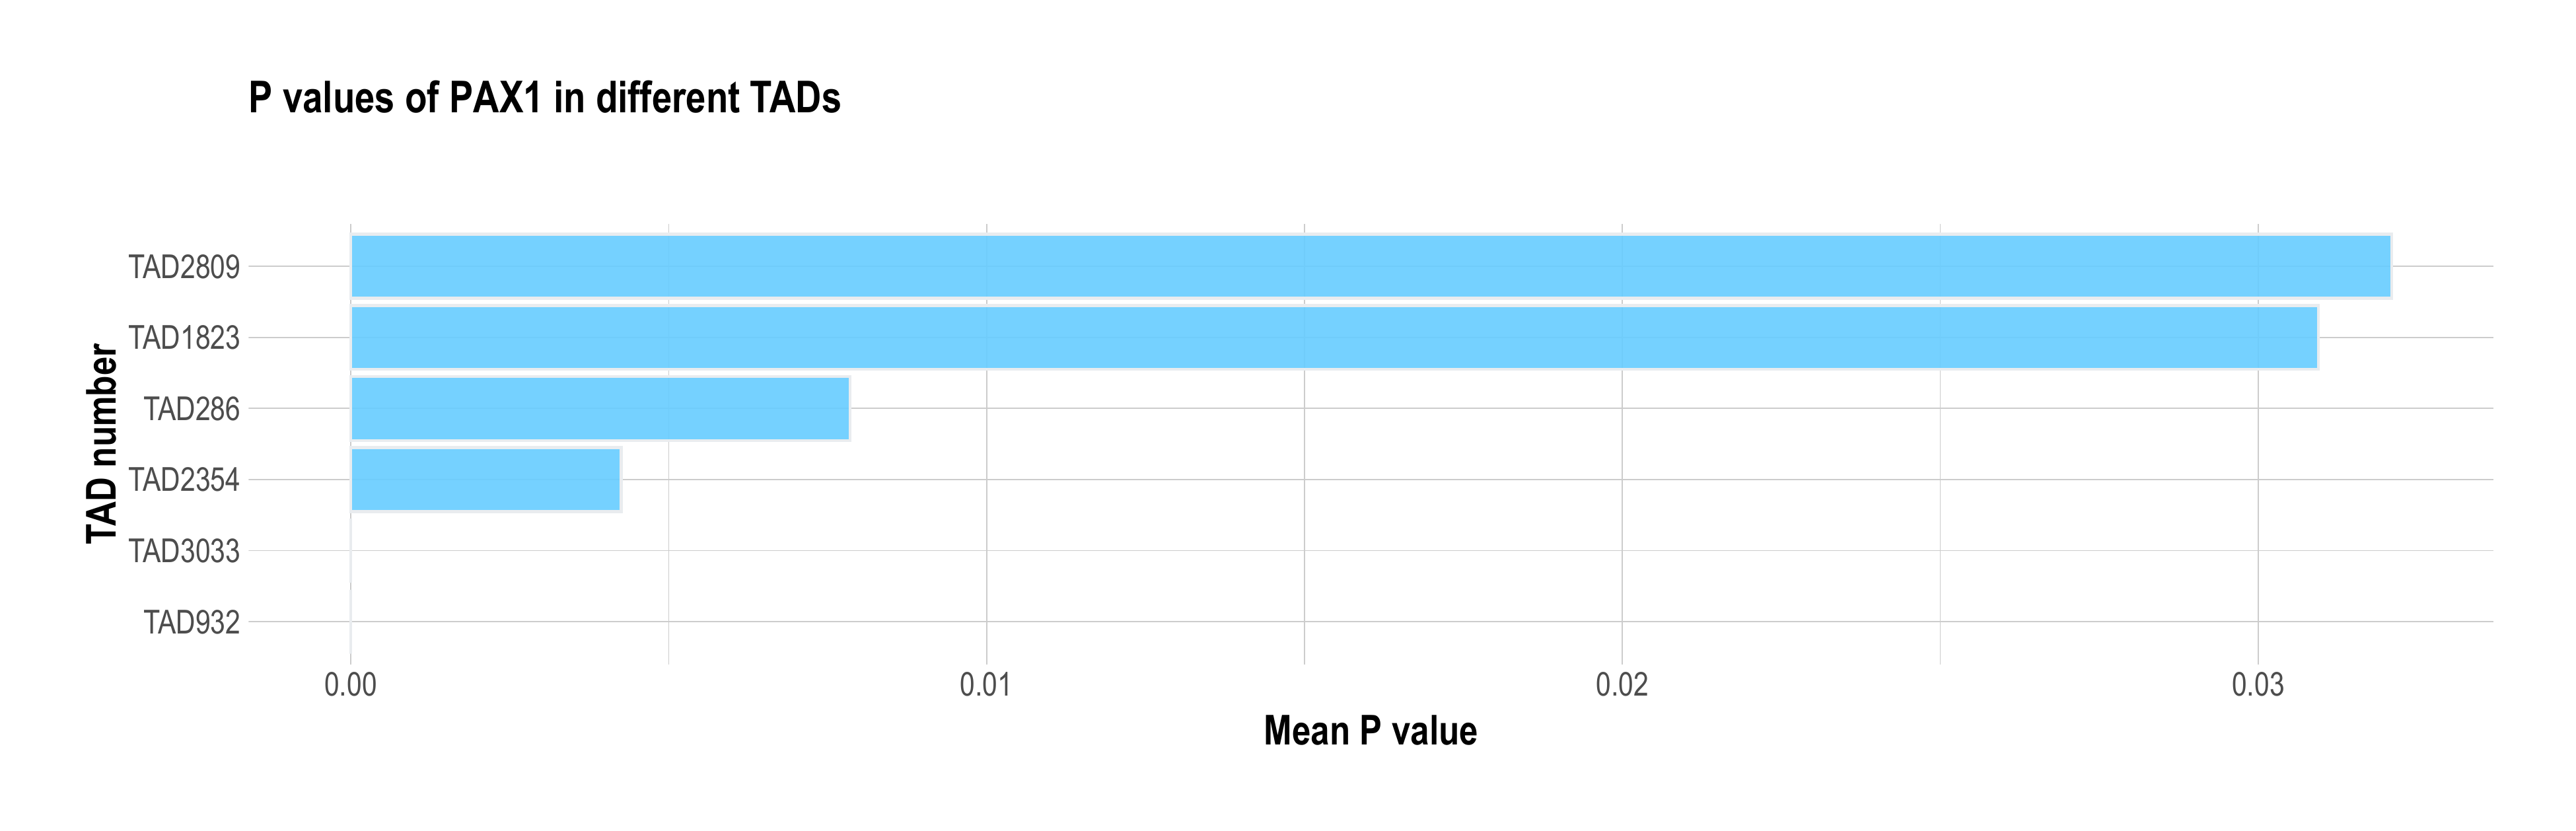 P values of PAX1 in different TADs
TAD number
TAD2809
TAD1823
TAD286
TAD2354
TAD3033
TAD932
0.00 0.01 0.02 0.03
Mean P value